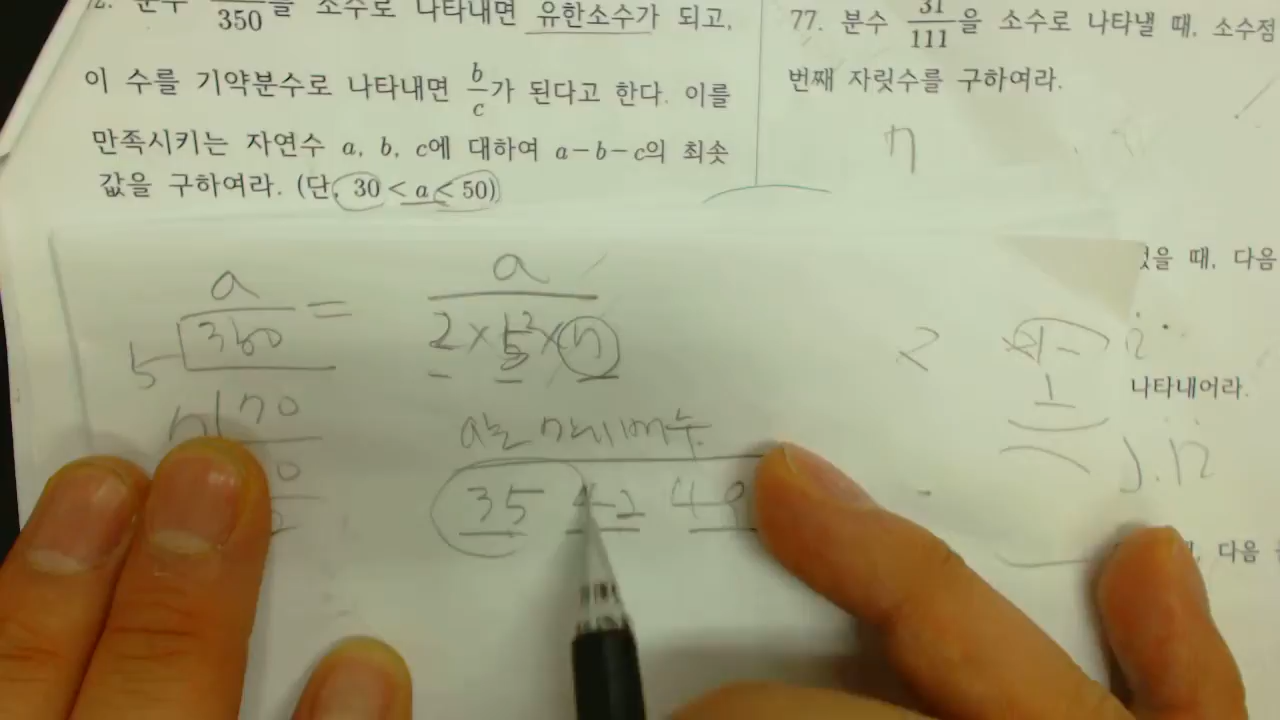 분수 /350을 소수로 나타내면 유한소수가 되고,
이 수를 기약분수로 나타내면 b/c가 된다고 한다. 이를
만족시키는 자연수 a, b, c에 대하여 a-b-c의 최솟
값을 구하여라. (단, 30 < a < 50)
77. 분수 31/111을 소수로 나타낼 때, 소수점
번째 자릿수를 구하여라.
때, 다음
나타내어라.
다음
a/350 = a/2×5²×7
5
70
a는 7의 배수
35 42 49